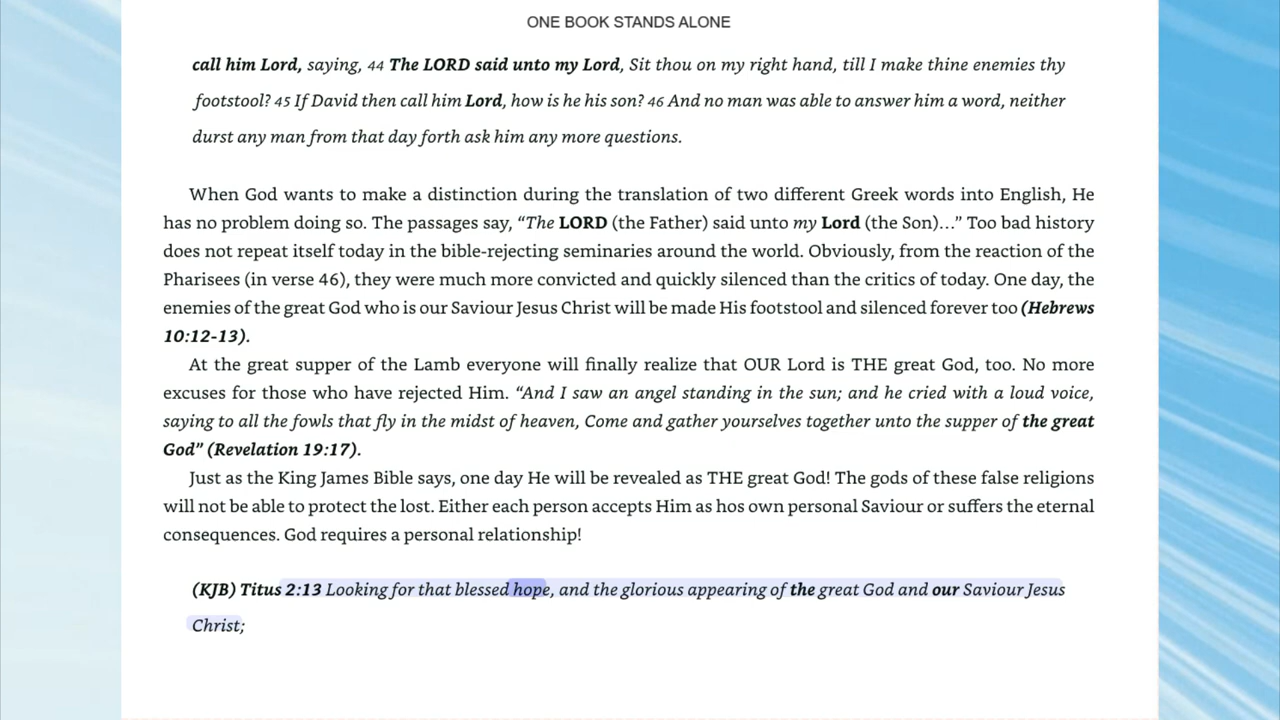 ONE BOOK STANDS ALONE
call him Lord, saying, 44 The LORD said unto my Lord, Sit thou on my right hand, till I make thine enemies thy
footstool? 45 If David then call him Lord, how is he his son? 46 And no man was able to answer him a word, neither
durst any man from that day forth ask him any more questions.
When God wants to make a distinction during the translation of two different Greek words into English, He
has no problem doing so. The passages say, “The LORD (the Father) said unto my Lord (the Son)…” Too bad history
does not repeat itself today in the bible-rejecting seminaries around the world. Obviously, from the reaction of the
Pharisees (in verse 46), they were much more convicted and quickly silenced than the critics of today. One day, the
enemies of the great God who is our Saviour Jesus Christ will be made His footstool and silenced forever too (Hebrews
10:12-13).
At the great supper of the Lamb everyone will finally realize that OUR Lord is THE great God, too. No more
excuses for those who have rejected Him. “And I saw an angel standing in the sun; and he cried with a loud voice,
saying to all the fowls that fly in the midst of heaven, Come and gather yourselves together unto the supper of the great
God” (Revelation 19:17).
Just as the King James Bible says, one day He will be revealed as THE great God! The gods of these false religions
will not be able to protect the lost. Either each person accepts Him as hos own personal Saviour or suffers the eternal
consequences. God requires a personal relationship!
(KJB) Titus 2:13 Looking for that blessed hope, and the glorious appearing of the great God and our Saviour Jesus
Christ;